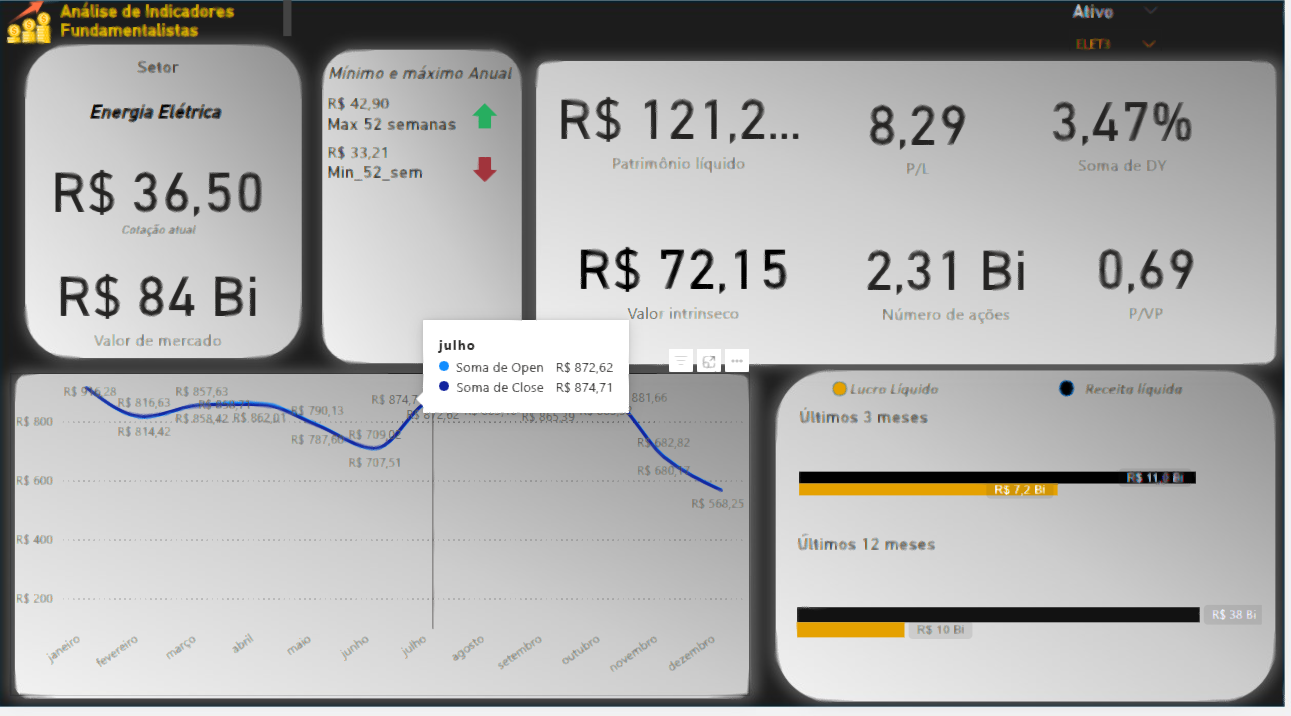 Análise de Indicadores
Fundamentalistas
Ativo
ELET3
Setor
Energia Elétrica
R$ 36,50
Cotação atual
R$ 84 Bi
Valor de mercado
Mínimo e máximo Anual
R$ 42,90
Max 52 semanas
R$ 33,21
Min_52_sem
R$ 121,2...
Patrimônio líquido
8,29
P/L
3,47%
Soma de DY
R$ 72,15
Valor intrinseco
2,31 Bi
Número de ações
0,69
P/VP
julho
Soma de Open R$ 872,62
Soma de Close R$ 874,71
R$ 916,28
R$ 816,63
R$ 814,42
R$ 857,63
R$ 858,42
R$ 862,01
R$ 790,13
R$ 787,66
R$ 709,02
R$ 707,51
R$ 874,7
R$ 872,62
R$ 865,39
881,66
R$ 682,82
R$ 680,17
R$ 568,25
R$ 800
R$ 600
R$ 400
R$ 200
janeiro
fevereiro
março
abril
maio
junho
julho
agosto
setembro
outubro
novembro
dezembro
Lucro Líquido
Receita líquida
Últimos 3 meses
R$ 11,0 Bi
R$ 7,2 Bi
Últimos 12 meses
R$ 38 Bi
R$ 10 Bi